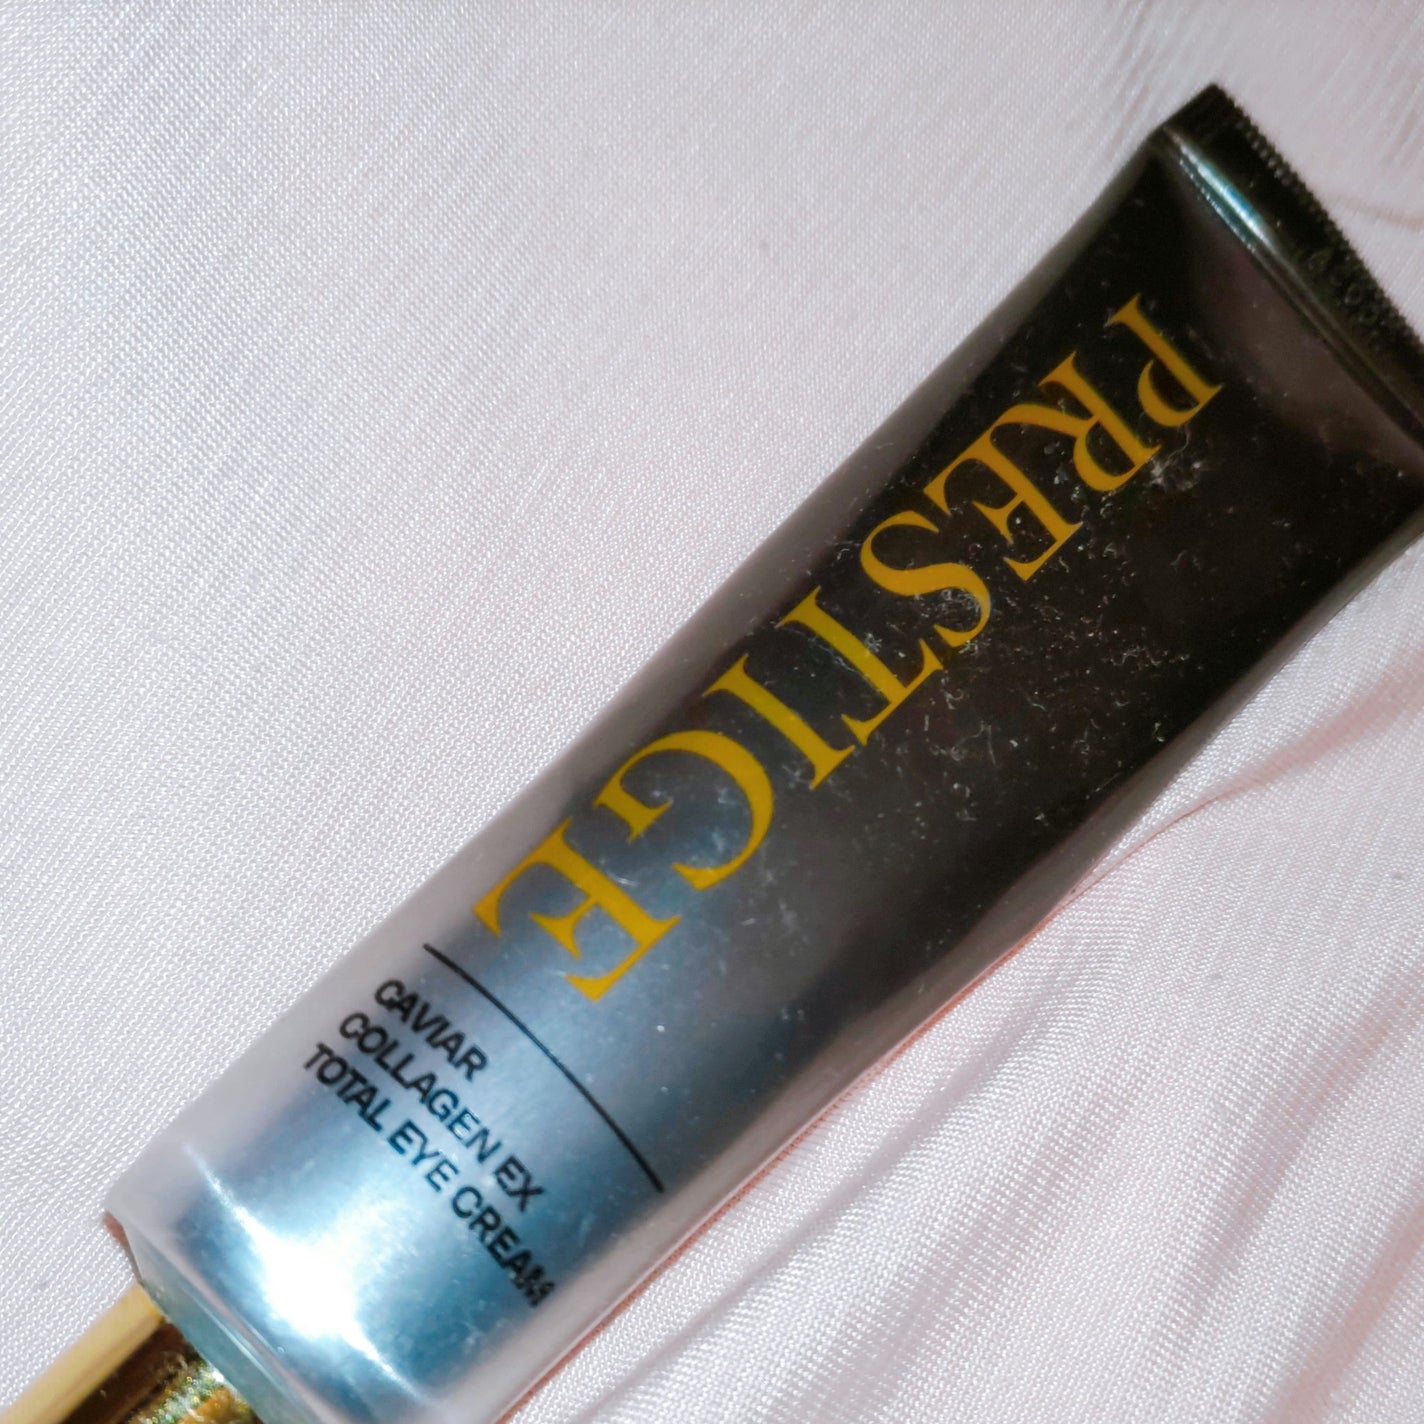 PRESTIGE
CAVIAR
COLLAGEN EX
TOTAL EYE CREAM